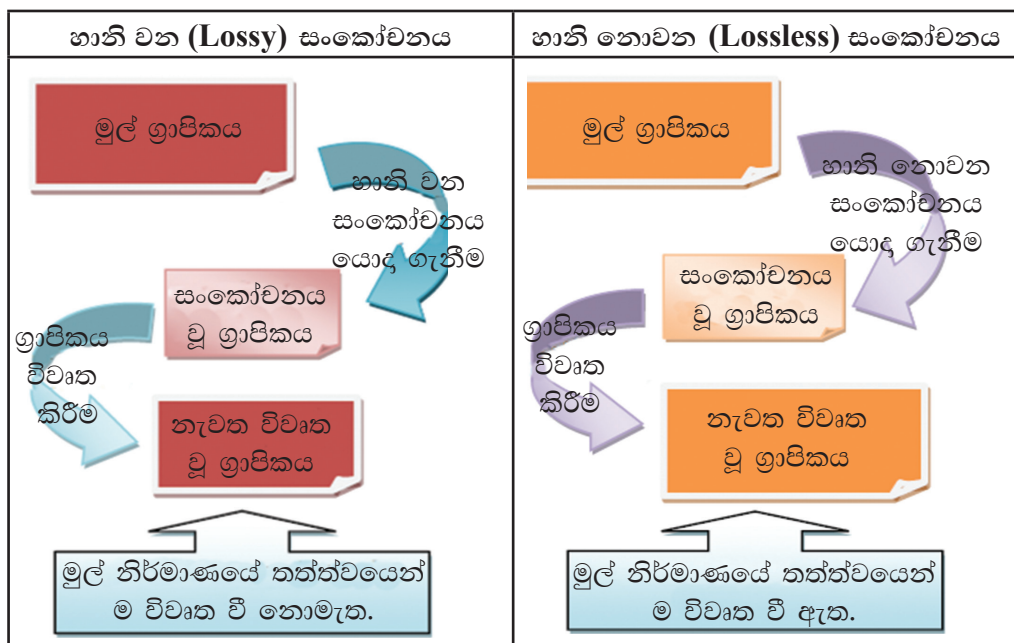 හානි වන (Lossy) සංකෝචනය
මුල් ග්‍රාපිකය
හානි වන
සංකෝචනය
යොදා ගැනීම
සංකෝචනය
වූ ග්‍රාපිකය
ග්‍රාපිකය
විවෘත
කිරීම
නැවත විවෘත
වූ ග්‍රාපිකය
මුල් නිර්මාණයේ තත්ත්වයෙන්
ම විවෘත වී නොමැත.
හානි නොවන (Lossless) සංකෝචනය
මුල් ග්‍රාපිකය
හානි නොවන
සංකෝචනය
යොදා ගැනීම
සංකෝචනය
වූ ග්‍රාපිකය
ග්‍රාපිකය
විවෘත
කිරීම
නැවත විවෘත
වූ ග්‍රාපිකය
මුල් නිර්මාණයේ තත්ත්වයෙන්
ම විවෘත වී ඇත.